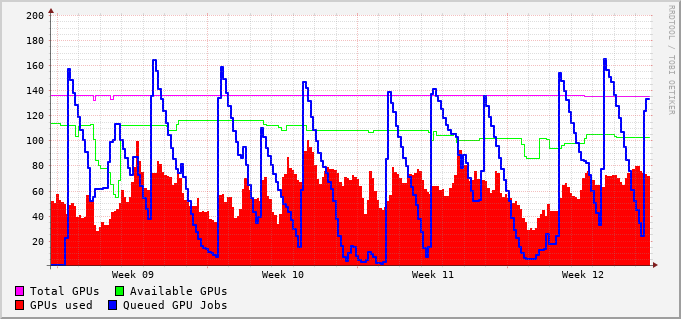 RRDTOOL / TOBI OETIKER
200
180
160
140
120
100
80
60
40
20
Week 09 Week 10 Week 11 Week 12
Total GPUs Available GPUs
GPUs used Queued GPU Jobs